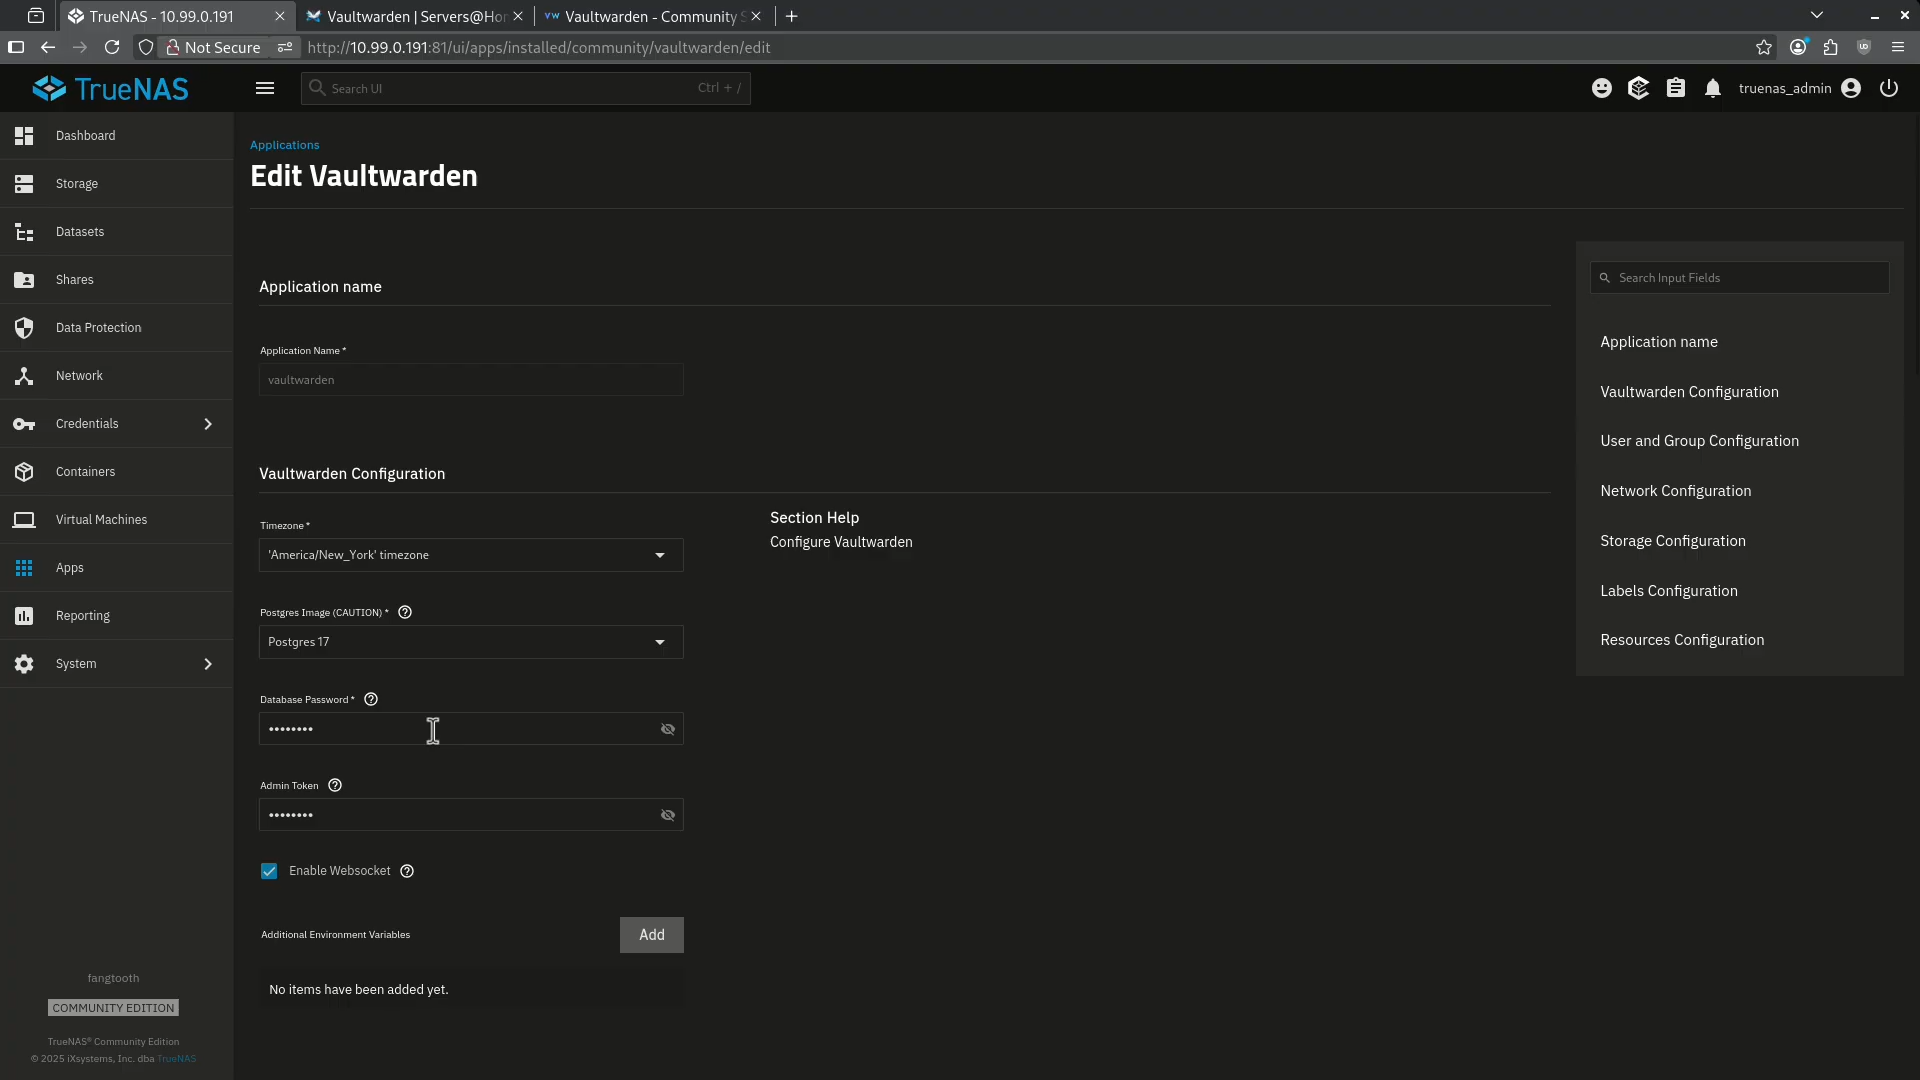 TrueNAS - 10.99.0.191
Vaultwarden | Servers@Ho
VW Vaultwarden - Community
Not Secure
http://10.99.0.191:81/ui/apps/installed/community/vaultwarden/edit
TrueNAS
Search UI
Ctrl + /
truenas_admin
Dashboard
Storage
Datasets
Shares
Data Protection
Network
Credentials
Containers
Virtual Machines
Apps
Reporting
System
fangtooth
COMMUNITY EDITION
TrueNAS® Community Edition
© 2025 iXsystems, Inc. dba TrueNAS
Applications
Edit Vaultwarden
Application name
Application Name *
vaultwarden
Vaultwarden Configuration
Timezone *
'America/New_York' timezone
Postgres Image (CAUTION) *
Postgres 17
Database Password *
••••••••
Admin Token
••••••••
Enable Websocket
Additional Environment Variables
Add
No items have been added yet.
Section Help
Configure Vaultwarden
Search Input Fields
Application name
Vaultwarden Configuration
User and Group Configuration
Network Configuration
Storage Configuration
Labels Configuration
Resources Configuration